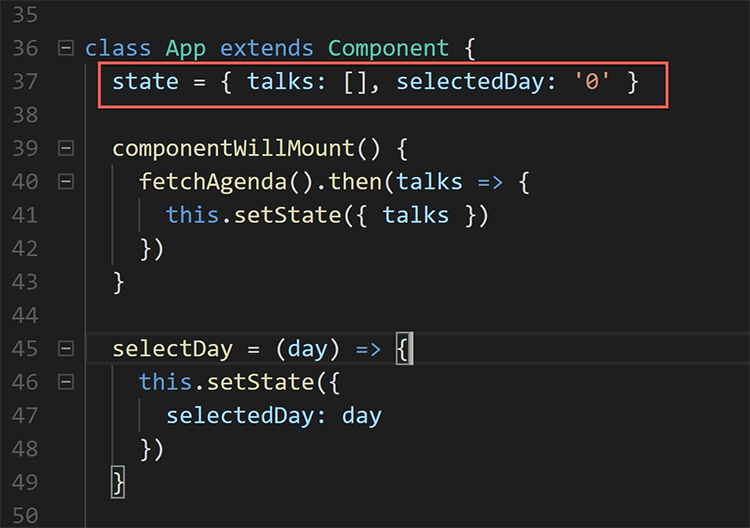 35
36 class App extends Component {
37 state = { talks: [], selectedDay: '0' }
38
39 componentWillMount() {
40 fetchAgenda().then(talks => {
41 this.setState({ talks })
42 })
43 }
44
45 selectDay = (day) => {
46 this.setState({
47 selectedDay: day
48 })
49 }
50